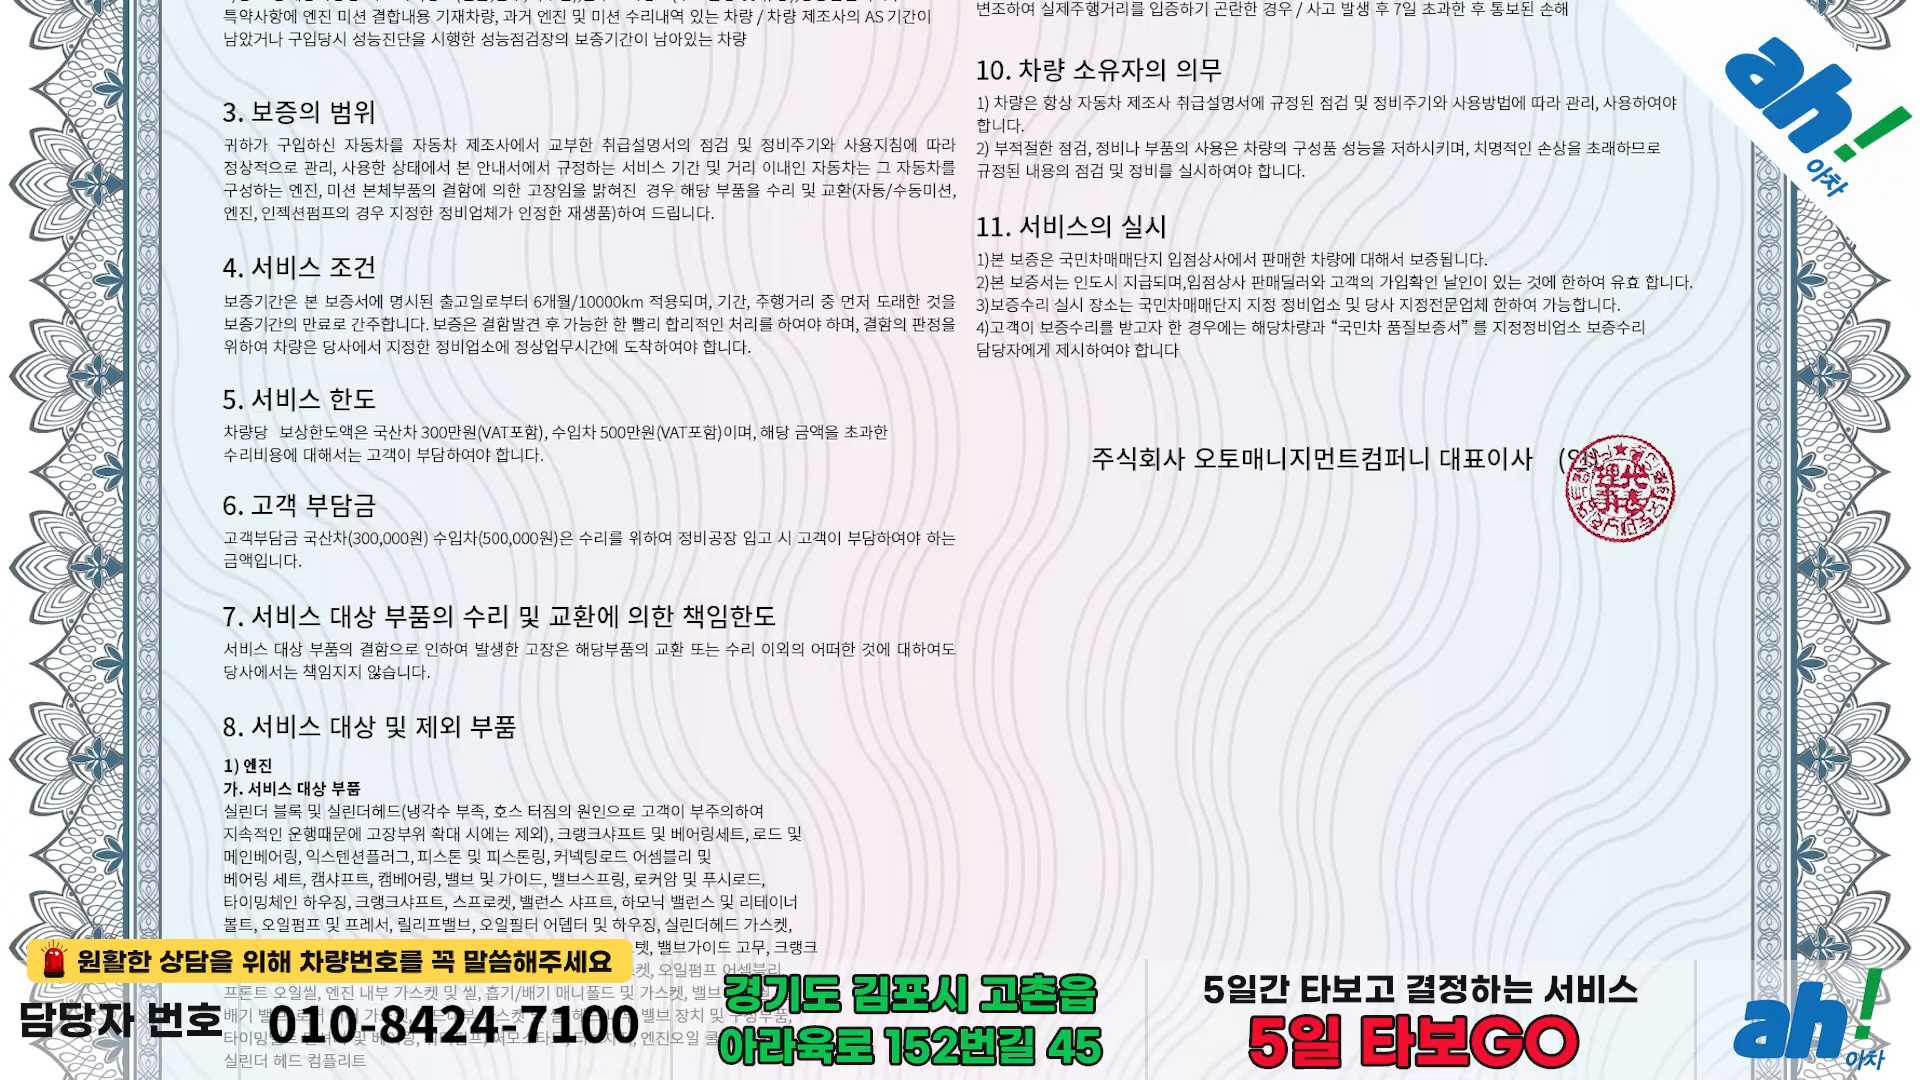 특약사항에 엔진 미션 결합내용 기재차량, 과거 엔진 및 미션 수리내역 있는 차량 / 차량 제조사의 AS 기간이
남았거나 구입당시 성능진단을 시행한 성능점검장의 보증기간이 남아있는 차량
3. 보증의 범위
귀하가 구입하신 자동차를 자동차 제조사에서 교부한 취급설명서의 점검 및 정비주기와 사용지침에 따라
정상적으로 관리, 사용한 상태에서 본 안내서에서 규정하는 서비스 기간 및 거리 이내인 자동차는 그 자동차를
구성하는 엔진, 미션 본체부품의 결함에 의한 고장임을 밝혀진 경우 해당 부품을 수리 및 교환(자동/수동미션,
엔진, 인젝션펌프의 경우 지정한 정비업체가 인정한 재생품)하여 드립니다.
4. 서비스 조건
보증기간은 본 보증서에 명시된 출고일로부터 6개월/10000km 적용되며, 기간, 주행거리 중 먼저 도래한 것을
보증기간의 만료로 간주합니다. 보증은 결함발견 후 가능한 한 빨리 합리적인 처리를 하여야 하며, 결함의 판정을
위하여 차량은 당사에서 지정한 정비업소에 정상업무시간에 도착하여야 합니다.
5. 서비스 한도
차량당 보상한도액은 국산차 300만원(VAT포함), 수입차 500만원(VAT포함)이며, 해당 금액을 초과한
수리비용에 대해서는 고객이 부담하여야 합니다.
6. 고객 부담금
고객부담금 국산차(300,000원) 수입차(500,000원)은 수리를 위하여 정비공장 입고 시 고객이 부담하여야 하는
금액입니다.
7. 서비스 대상 부품의 수리 및 교환에 의한 책임한도
서비스 대상 부품의 결함으로 인하여 발생한 고장은 해당부품의 교환 또는 수리 이외의 어떠한 것에 대하여도
당사에서는 책임지지 않습니다.
8. 서비스 대상 및 제외 부품
1) 엔진
가. 서비스 대상 부품
실린더 블록 및 실린더헤드(냉각수 부족, 호스 터짐의 원인으로 고객이 부주의하여
지속적인 운행때문에 고장부위 확대 시에는 제외), 크랭크샤프트 및 베어링세트, 로드 및
메인베어링, 익스텐션플러그, 피스톤 및 피스톤링, 커넥팅로드 어셈블리 및
베어링 세트, 캠샤프트, 캠베어링, 밸브 및 가이드, 밸브스프링, 로커암 및 푸시로드,
타이밍체인 하우징, 크랭크샤프트, 스프로켓, 밸런스 샤프트, 하모닉 밸런스 및 리테이너
볼트, 오일펌프 및 프레서, 릴리프밸브, 오일필터 어뎁터 및 하우징, 실린더헤드 가스켓,
밸브가이드 고무, 크랭크
오일펌프 어셈블리
프론트 오일씰, 엔진 내부 가스켓 및 씰, 흡기/배기 매니폴드 및 가스켓,
실린더 헤드 컴플리트
변조하여 실제주행거리를 입증하기 곤란한 경우 / 사고 발생 후 7일 초과한 후 통보된 손해
10. 차량 소유자의 의무
1) 차량은 항상 자동차 제조사 취급설명서에 규정된 점검 및 정비주기와 사용방법에 따라 관리, 사용하여야
합니다.
2) 부적절한 점검, 정비나 부품의 사용은 차량의 구성품 성능을 저하시키며, 치명적인 손상을 초래하므로
규정된 내용의 점검 및 정비를 실시하여야 합니다.
11. 서비스의 실시
1)본 보증은 국민차매매단지 입점상사에서 판매한 차량에 대해서 보증됩니다.
2)본 보증서는 인도시 지급되며,입점상사 판매딜러와 고객의 가입확인 날인이 있는 것에 한하여 유효 합니다.
3)보증수리 실시 장소는 국민차매매단지 지정 정비업소 및 당사 지정전문업체 한하여 가능합니다.
4)고객이 보증수리를 받고자 한 경우에는 해당차량과 “국민차 품질보증서” 를 지정정비업소 보증수리
담당자에게 제시하여야 합니다
주식회사 오토매니지먼트컴퍼니 대표이사 (인)
ah!
아차
원활한 상담을 위해 차량번호를 꼭 말씀해주세요
담당자 번호 010-8424-7100
경기도 김포시 고촌읍
아라육로 152번길 45
5일간 타보고 결정하는 서비스
5일 타보GO
ah!
아차